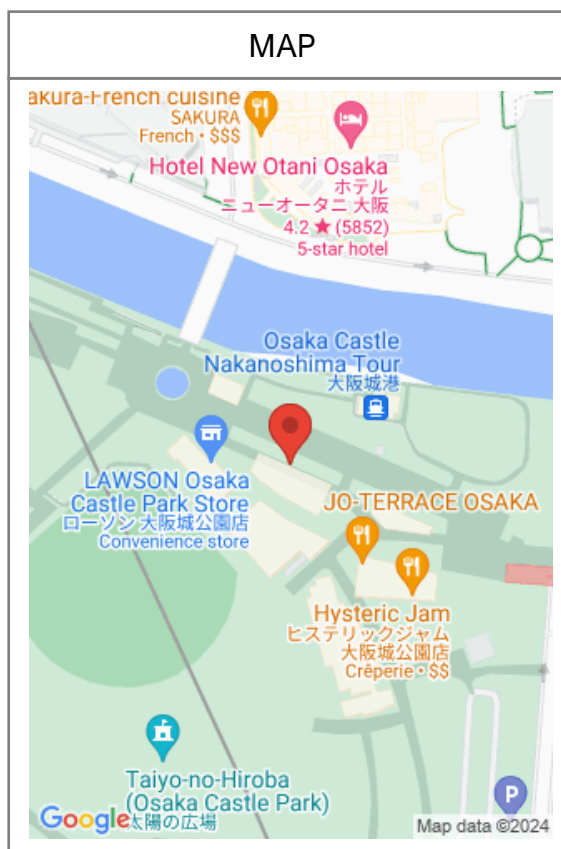 MAP
akura-French cuisine
SAKURA
French • $$$
Hotel New Otani Osaka
ホテル
ニューオータニ 大阪
4.2 ★ (5852)
5-star hotel
Osaka Castle
Nakanoshima Tour
大阪城港
LAWSON Osaka
Castle Park Store
ローソン 大阪城公園店
Convenience store
JO-TERRACE OSAKA
Hysteric Jam
ヒステリックジャム
大阪城公園店
Crêperie • $$
Taiyo-no-Hiroba
(Osaka Castle Park)
太陽の広場
P
Google
Map data ©2024